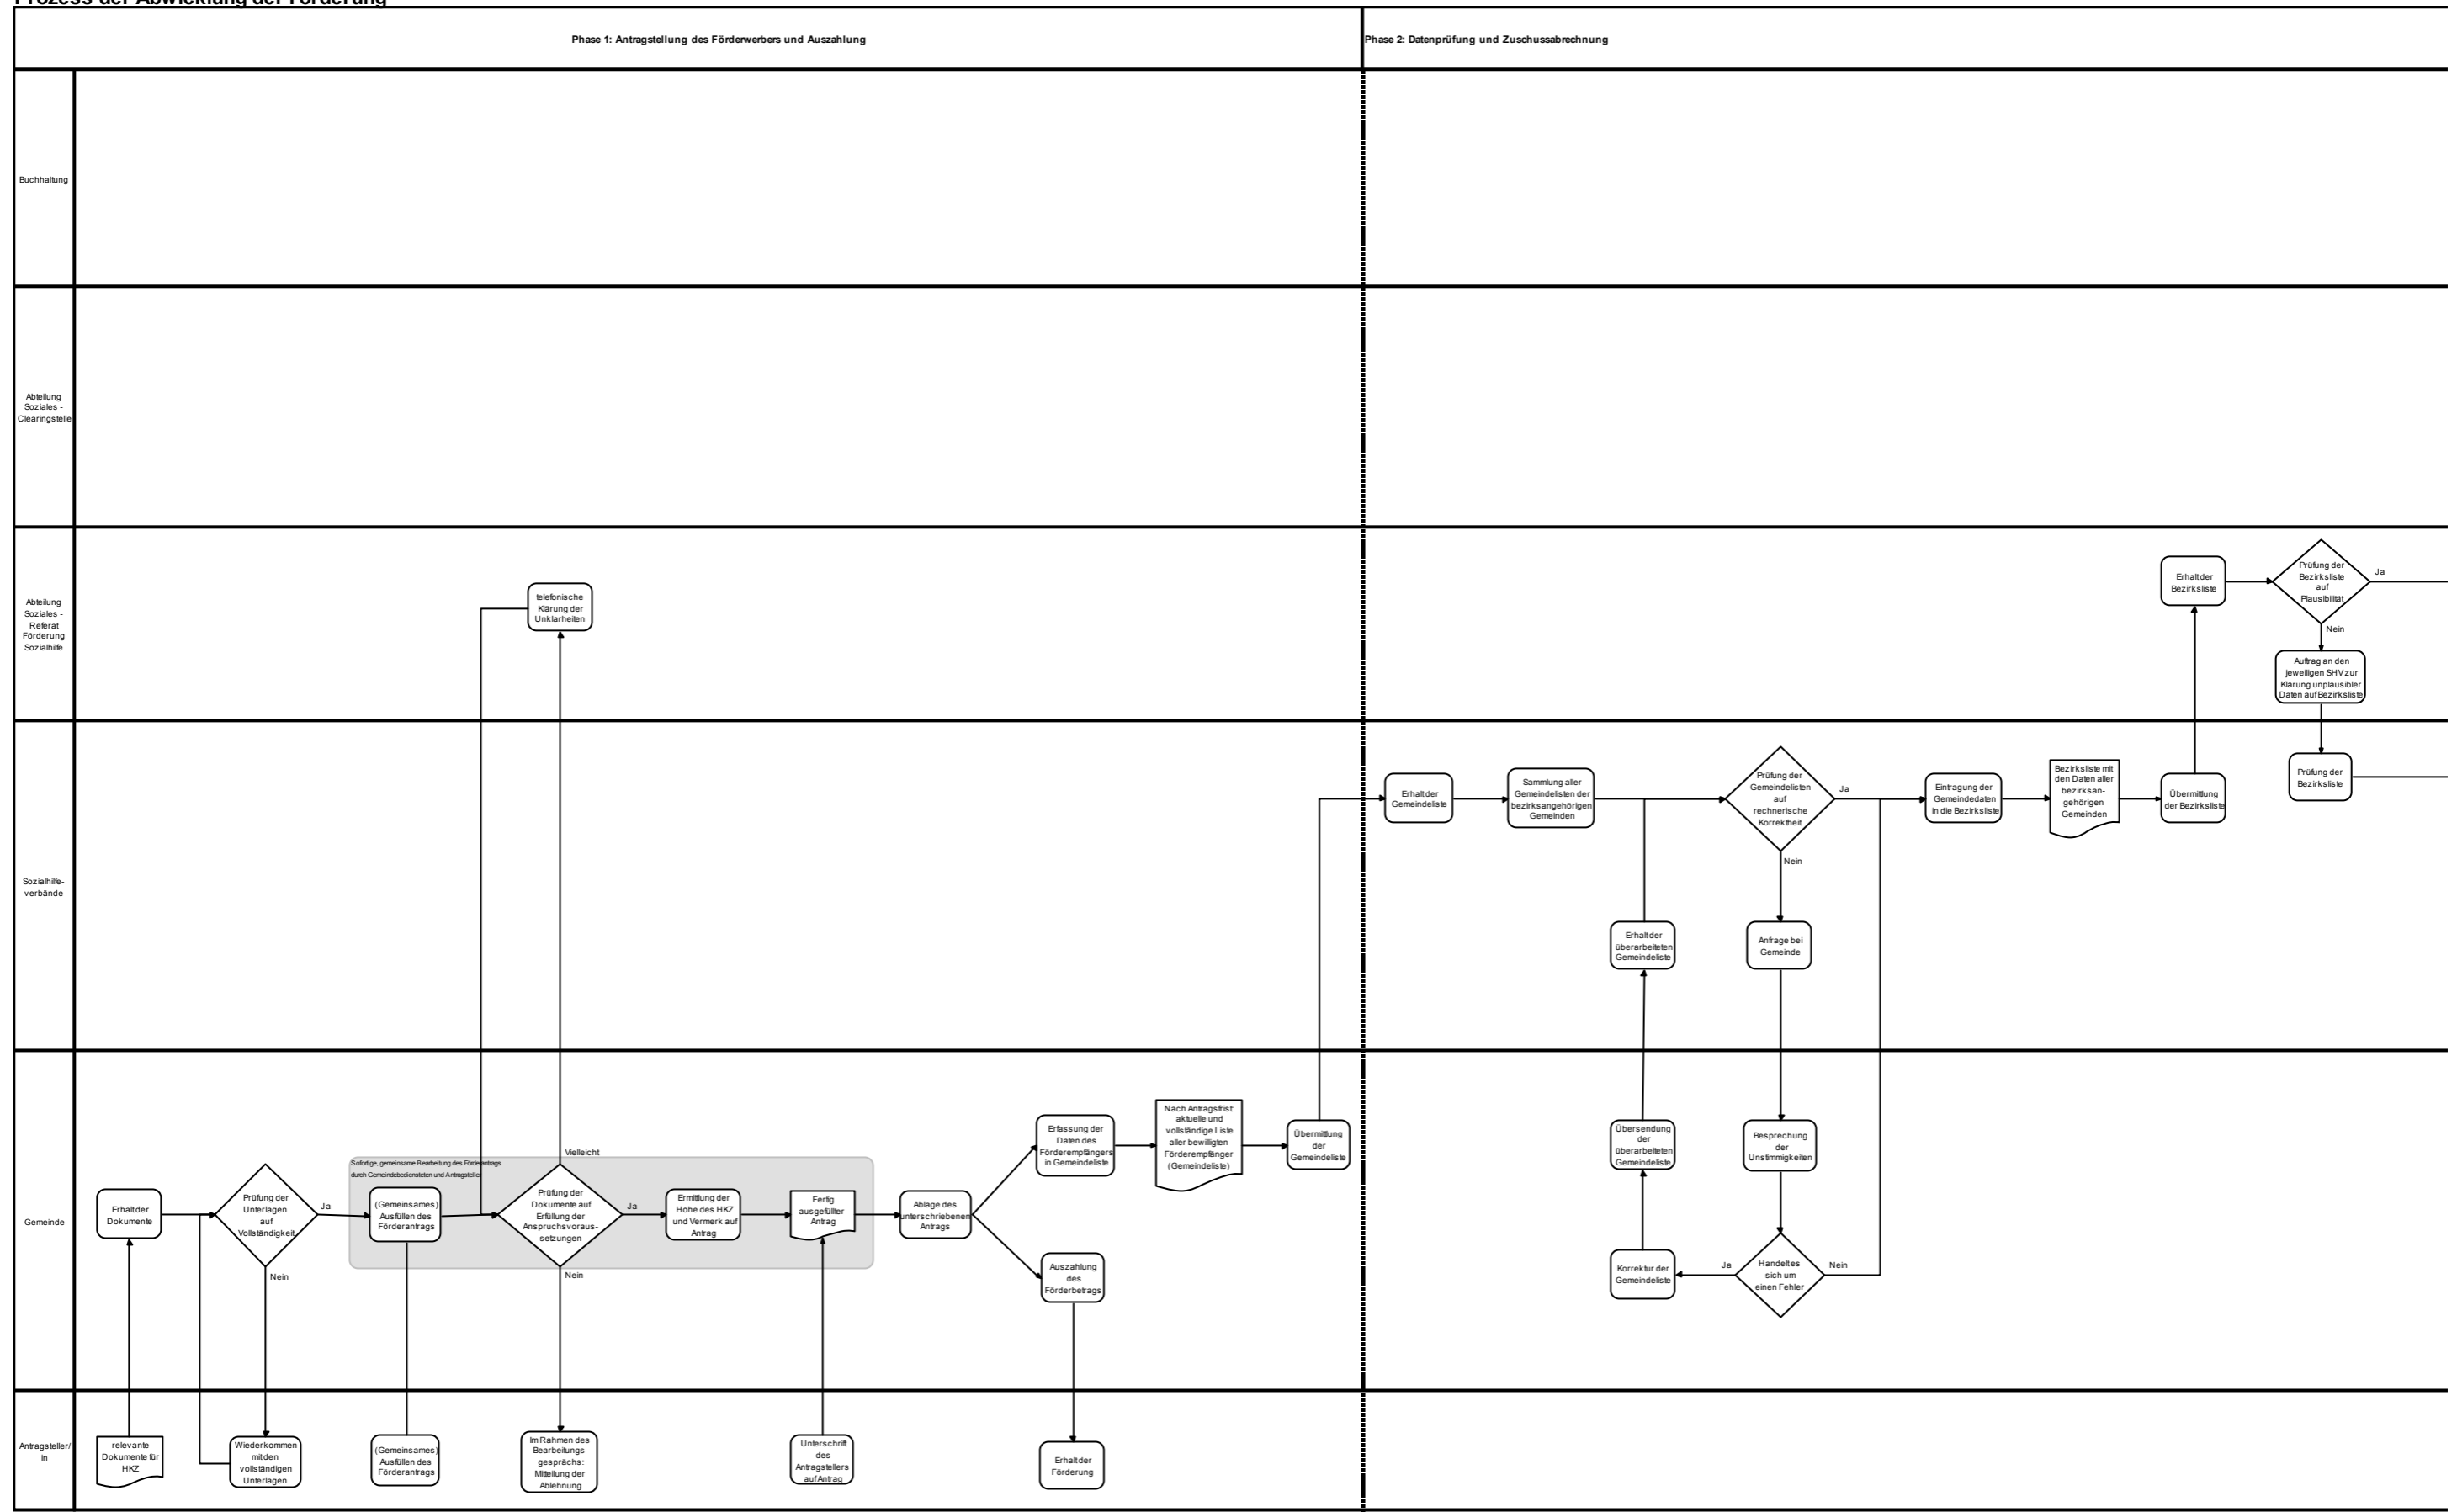 Prozess der Abwicklung der Förderung
Phase 1: Antragstellung des Förderwerbers und Auszahlung
Phase 2: Datenprüfung und Zuschussabrechnung
Buchhaltung
Abteilung
Soziales -
Clearingstelle
Abteilung
Soziales -
Referat
Förderung
Sozialhilfe
telefonische
Klärung der
Unklarheiten
Erhalt der
Bezirksliste
Prüfung der
Bezirksliste
auf
Plausibilität
Ja
Nein
Auftrag an den
jeweiligen SHV zur
Klärung unplausibler
Daten auf Bezirksliste
Sozialhilfe-
verbände
Erhalt der
Gemeindeliste
Sammlung aller
Gemeindelisten der
bezirksangehörigen
Gemeinden
Prüfung der
Gemeindelisten
auf
rechnerische
Korrektheit
Ja
Nein
Eintragung der
Gemeindedaten
in die Bezirksliste
Bezirksliste mit
den Daten aller
bezirksan-
gehörigen
Gemeinden
Übermittlung
der Bezirksliste
Prüfung der
Bezirksliste
Erhalt der
überarbeiteten
Gemeindeliste
Anfrage bei
Gemeinde
Gemeinde
Erhalt der
Dokumente
Prüfung der
Unterlagen
auf
Vollständigkeit
Ja
Nein
Sofortige, gemeinsame Bearbeitung des Förderantrags
durch Gemeindebediensteten und Antragsteller
(Gemeinsames)
Ausfüllen des
Förderantrags
Vielleicht
Prüfung der
Dokumente auf
Erfüllung der
Anspruchsvoraus-
setzungen
Ja
Nein
Ermittlung der
Höhe des HKZ
und Vermerk auf
Antrag
Fertig
ausgefüllter
Antrag
Ablage des
unterschriebenen
Antrags
Erfassung der
Daten des
Förderempfängers
in Gemeindeliste
Nach Antragsfrist:
aktuelle und
vollständige Liste
aller bewilligten
Förderempfänger
(Gemeindeliste)
Übermittlung
der
Gemeindeliste
Auszahlung
des
Förderbetrags
Übersendung
der
überarbeiteten
Gemeindeliste
Besprechung
der
Unstimmigkeiten
Korrektur der
Gemeindeliste
Ja
Handelt es
sich um
einen Fehler
Nein
Antragsteller/
in
relevante
Dokumente für
HKZ
Wiederkommen
mit den
vollständigen
Unterlagen
(Gemeinsames)
Ausfüllen des
Förderantrags
Im Rahmen des
Bearbeitungs-
gesprächs:
Mitteilung der
Ablehnung
Unterschrift
des
Antragstellers
auf Antrag
Erhalt der
Förderung